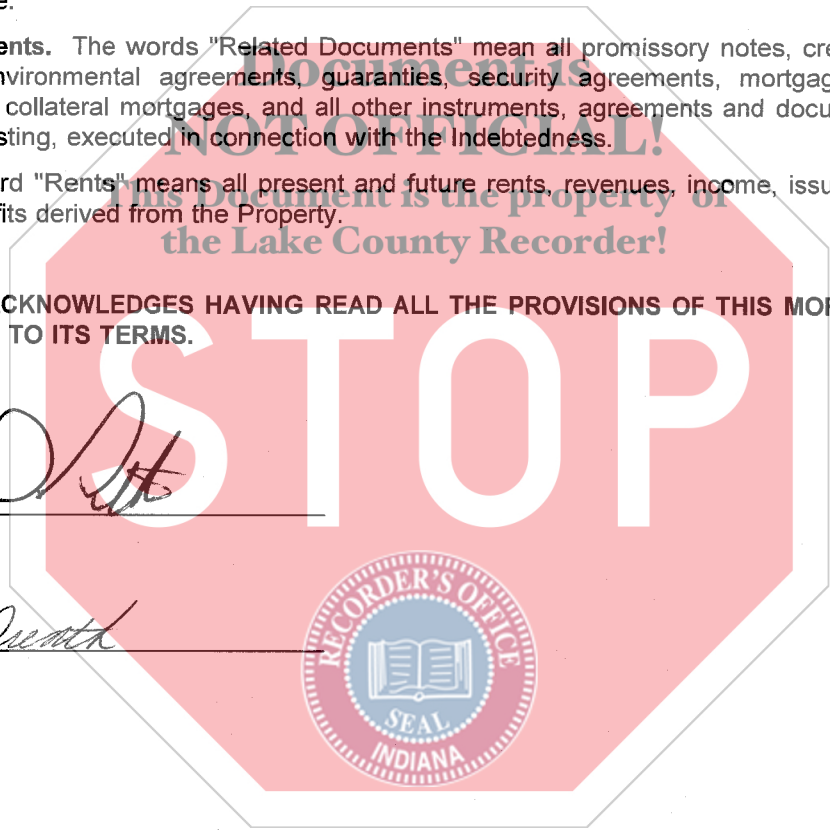 e.
ents. The words "Related Documents" mean all promissory notes, cre
nvironmental agreements, guaranties, security agreements, mortgag
collateral mortgages, and all other instruments, agreements and docu
sting, executed in connection with the Indebtedness.
rd "Rents" means all present and future rents, revenues, income, issu
fits derived from the Property.
Document is
NOT OFFICIAL!
This Document is the property of
the Lake County Recorder!
CKNOWLEDGES HAVING READ ALL THE PROVISIONS OF THIS MOR
TO ITS TERMS.
STOP
RECORDER'S OFFICE
SEAL
INDIANA